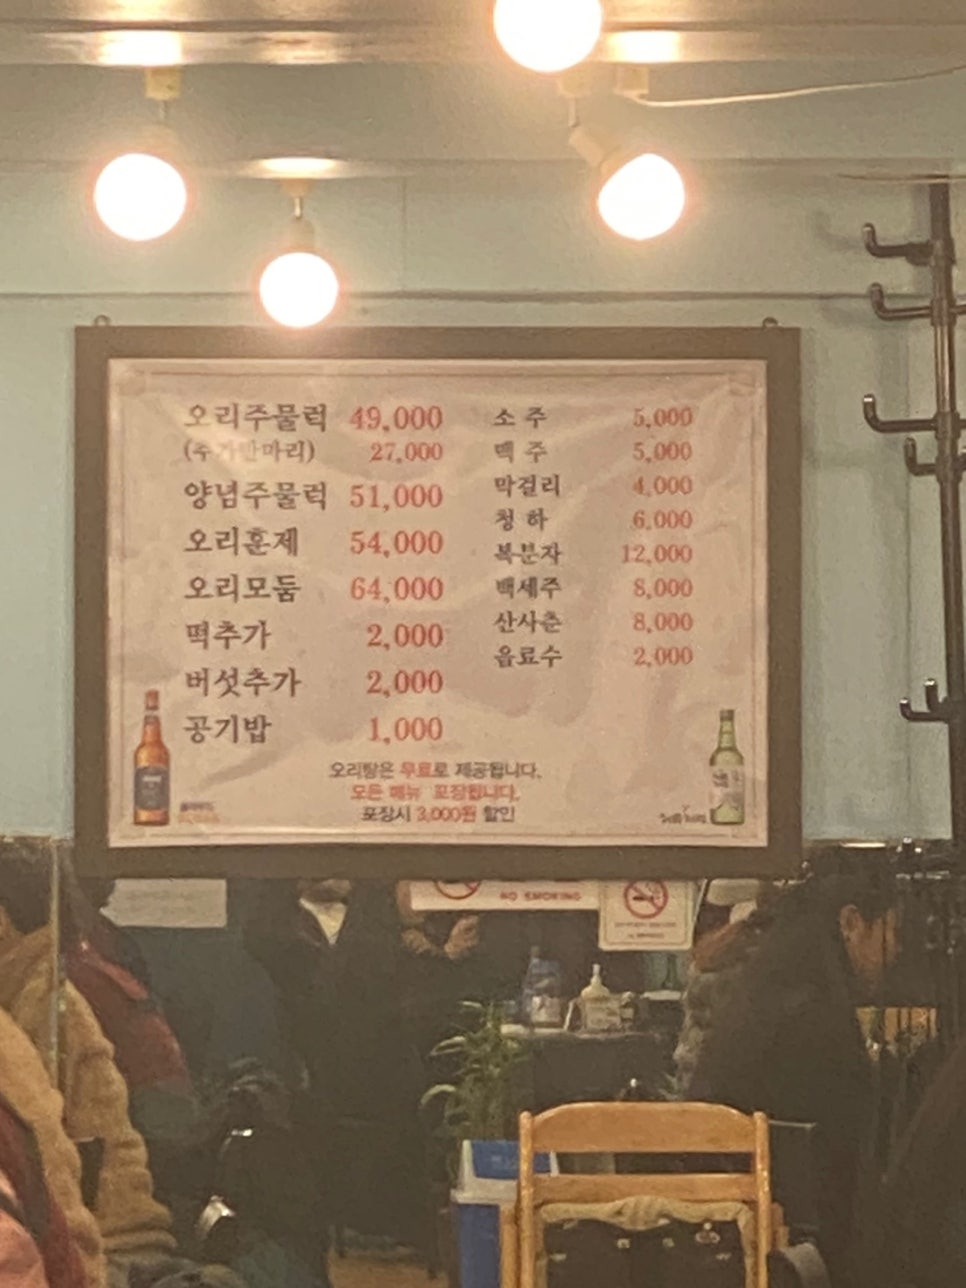 오리주물럭 49,000
(추가반마리) 27,000
양념주물럭 51,000
오리훈제 54,000
오리모둠 64,000
떡추가 2,000
버섯추가 2,000
공기밥 1,000
소 주 5,000
맥 주 5,000
막걸리 4,000
청 하 6,000
복분자 12,000
백세주 8,000
산사춘 8,000
음료수 2,000
오리탕은 무료로 제공됩니다.
모든 메뉴 포장됩니다.
포장시 3,000원 할인
NO SMOKING